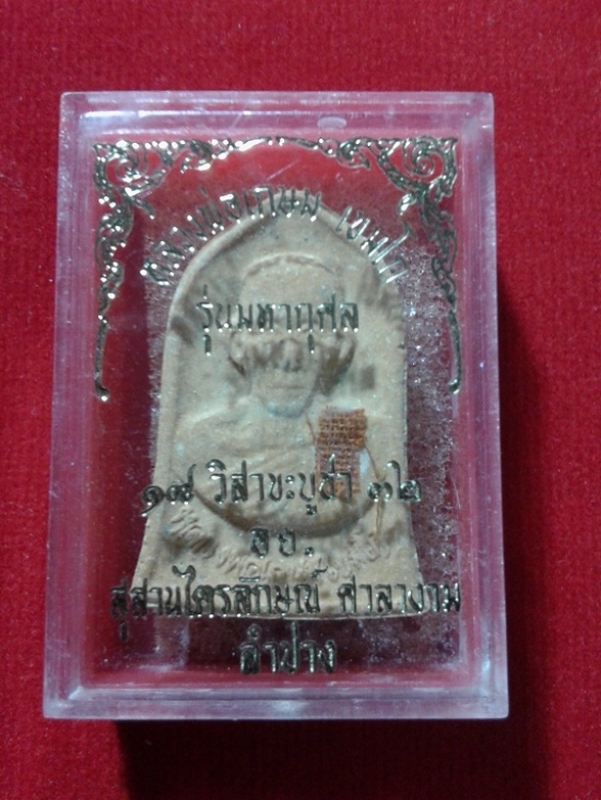 หลวงพ่อเกษม เขมโก
รุ่นมหากุศล
๑๙ วิสาขะบูชา ๓๒
สุสานไตรลักษณ์ ศาลางาม
ลำปาง